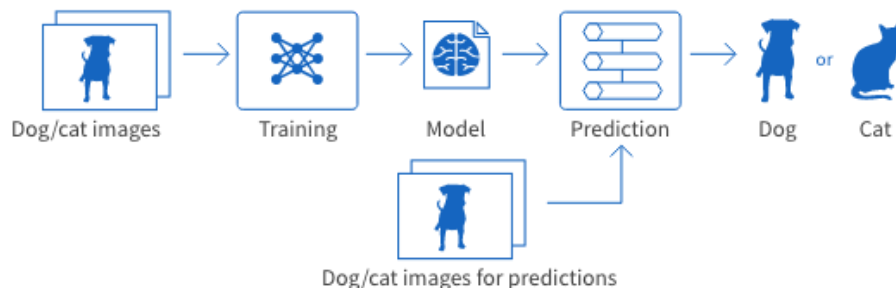 or
Dog/cat images
Training
Model
Prediction
Dog
Cat
Dog/cat images for predictions